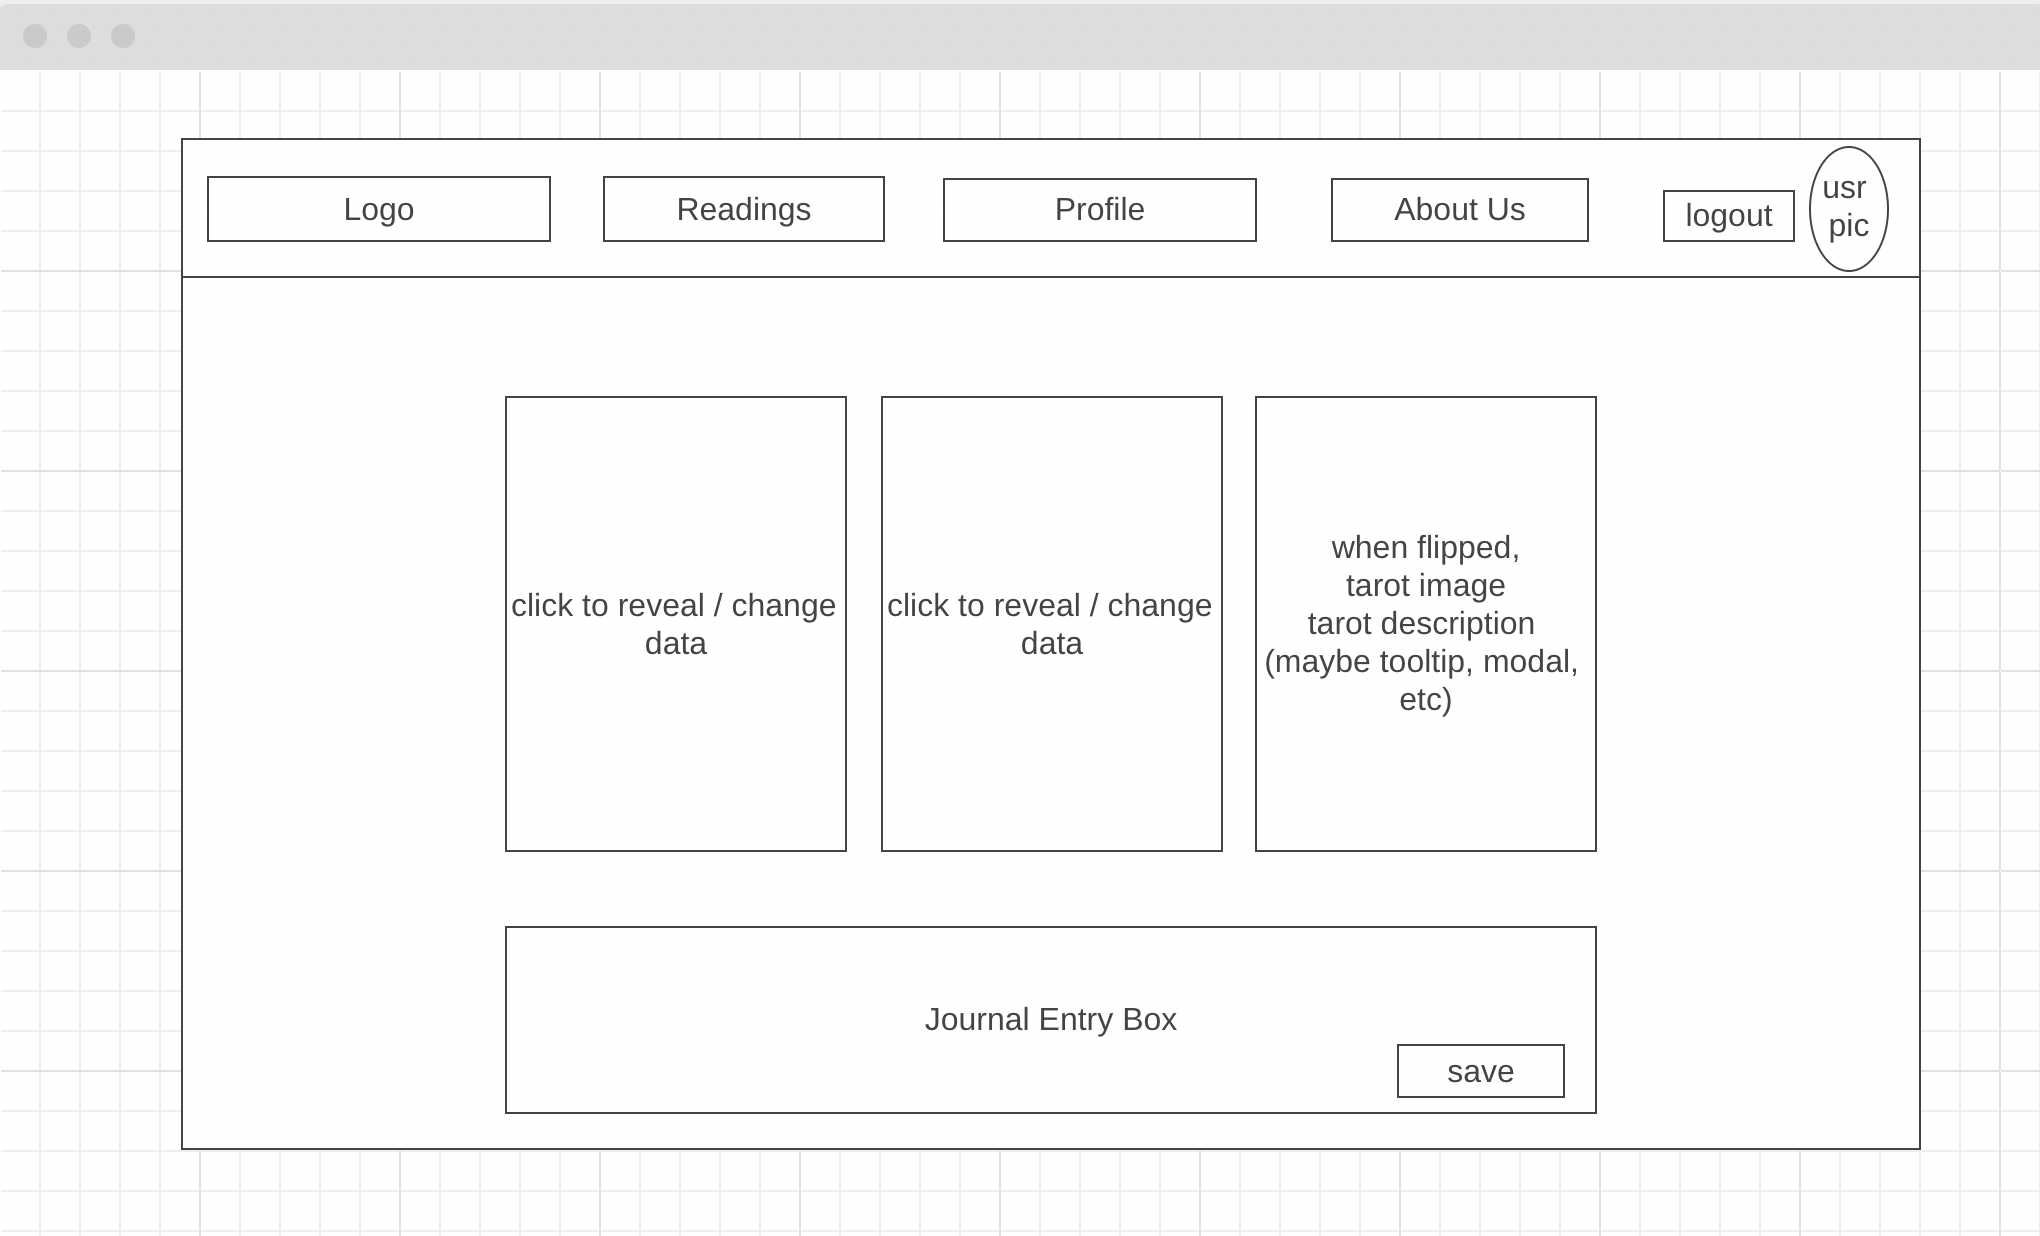 Logo
Readings
Profile
About Us
logout
usr
pic
click to reveal / change
data
click to reveal / change
data
when flipped,
tarot image
tarot description
(maybe tooltip, modal,
etc)
Journal Entry Box
save